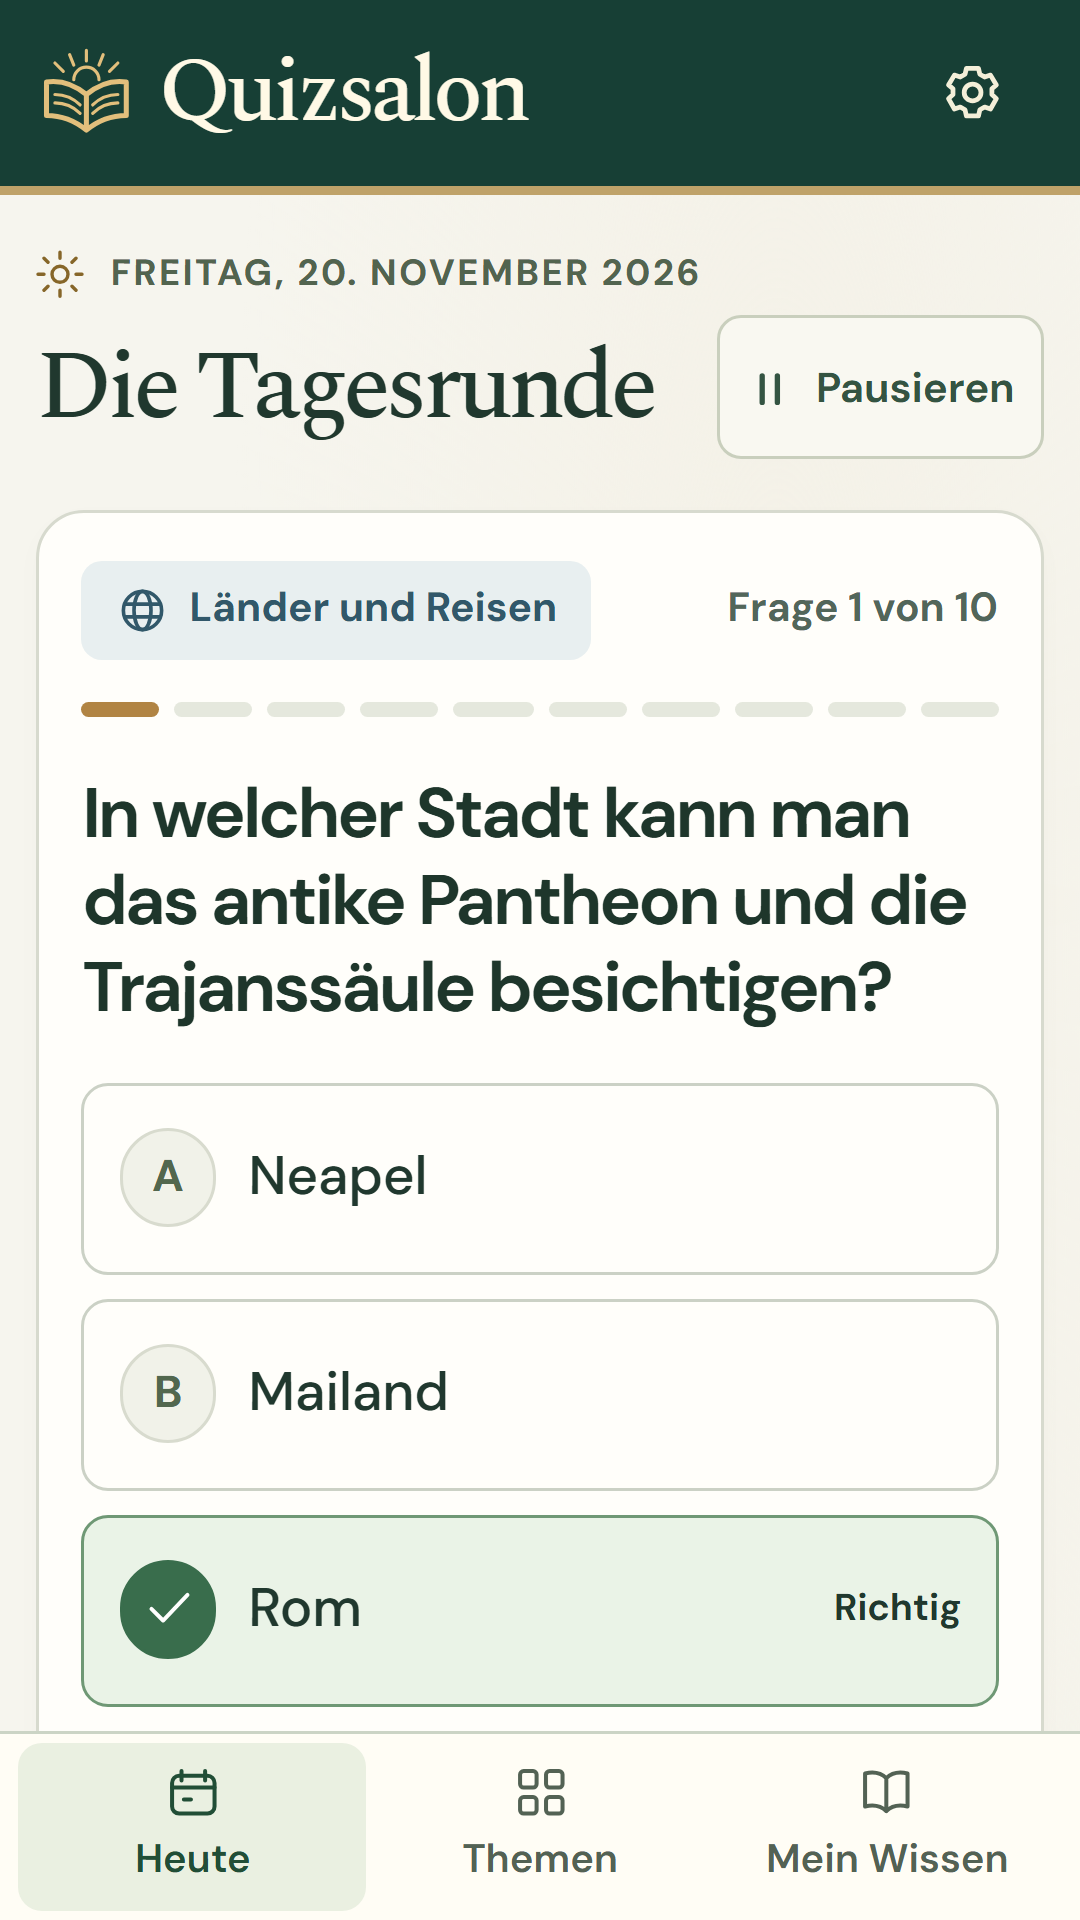 Quizsalon
FREITAG, 20. NOVEMBER 2026
Die Tagesrunde
Pausieren
Länder und Reisen
Frage 1 von 10
In welcher Stadt kann man
das antike Pantheon und die
Trajanssäule besichtigen?
A Neapel
B Mailand
Rom Richtig
Heute
Themen
Mein Wissen